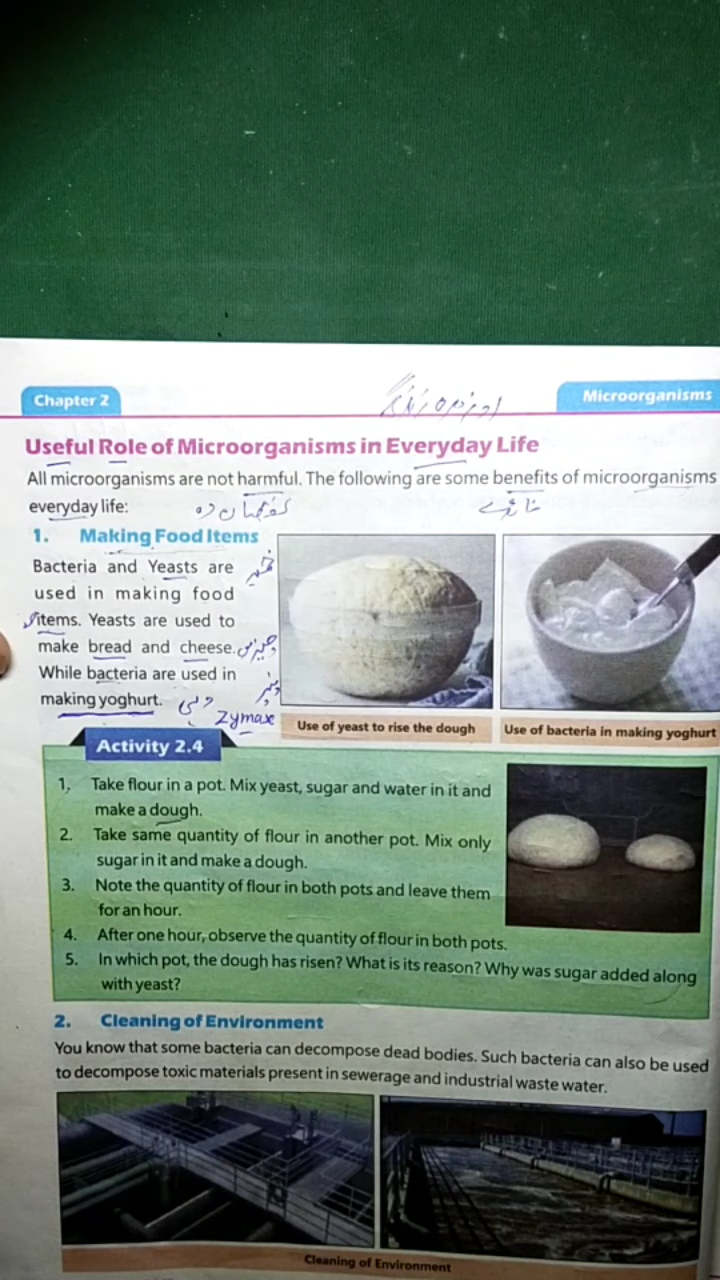 Chapter 2
Microorganisms
Useful Role of Microorganisms in Everyday Life
All microorganisms are not harmful. The following are some benefits of microorganisms
everyday life:
1. Making Food Items
Bacteria and Yeasts are
used in making food
items. Yeasts are used to
make bread and cheese.
While bacteria are used in
making yoghurt.
دہی
Zymase
Use of yeast to rise the dough
Use of bacteria in making yoghurt
Activity 2.4
1. Take flour in a pot. Mix yeast, sugar and water in it and
make a dough.
2. Take same quantity of flour in another pot. Mix only
sugar in it and make a dough.
3. Note the quantity of flour in both pots and leave them
for an hour.
4. After one hour, observe the quantity of flour in both pots.
5. In which pot, the dough has risen? What is its reason? Why was sugar added along
with yeast?
2. Cleaning of Environment
You know that some bacteria can decompose dead bodies. Such bacteria can also be used
to decompose toxic materials present in sewerage and industrial waste water.
Cleaning of Environment